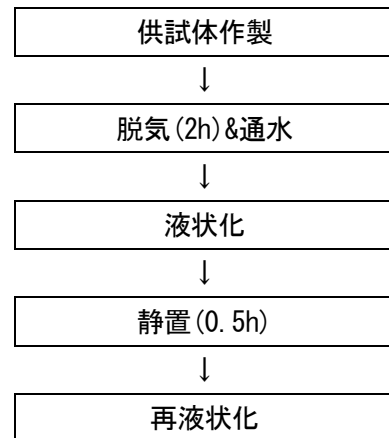 供試体作製
↓
脱気(2h)&通水
↓
液状化
↓
静置(0.5h)
↓
再液状化